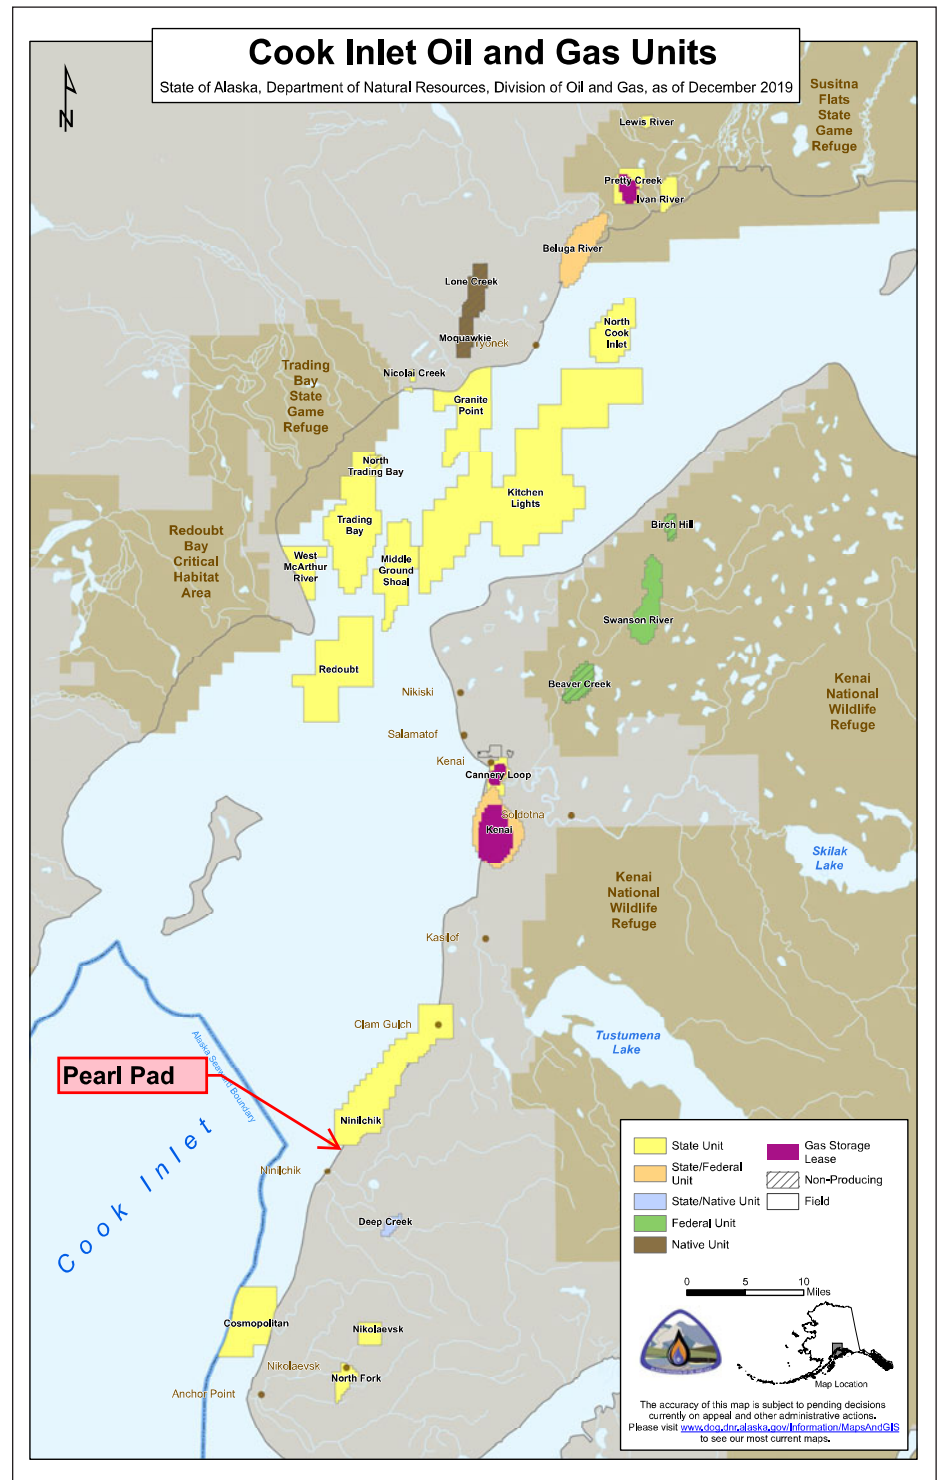 Cook Inlet Oil and Gas Units
State of Alaska, Department of Natural Resources, Division of Oil and Gas, as of December 2019
N
Susitna
Flats
State
Game
Refuge
Lewis River
Pretty Creek
Ivan River
Beluga River
Lone Creek
Moquawkie
Tyonek
North
Cook
Inlet
Nicolai Creek
Trading
Bay
State
Game
Refuge
Granite
Point
North
Trading Bay
Kitchen
Lights
Trading
Bay
Birch Hill
Redoubt
Bay
Critical
Habitat
Area
West
McArthur
River
Middle
Ground
Shoal
Swanson River
Redoubt
Beaver Creek
Nikiski
Kenai
National
Wildlife
Refuge
Salamatof
Kenai
Cannery Loop
Soldotna
Kenai
Skilak
Lake
Kenai
National
Wildlife
Refuge
Kasilof
Clam Gulch
Tustumena
Lake
Alaska Seaward Boundary
Pearl Pad
Ninilchik
Ninilchik
Cook Inlet
Deep Creek
Cosmopolitan
Nikolaevsk
Nikolaevsk
North Fork
Anchor Point
State Unit
State/Federal
Unit
State/Native Unit
Federal Unit
Native Unit
Gas Storage
Lease
Non-Producing
Field
0 5 10
Miles
Map Location
The accuracy of this map is subject to pending decisions
currently on appeal and other administrative actions.
Please visit www.dog.dnr.alaska.gov/Information/MapsAndGIS
to see our most current maps.